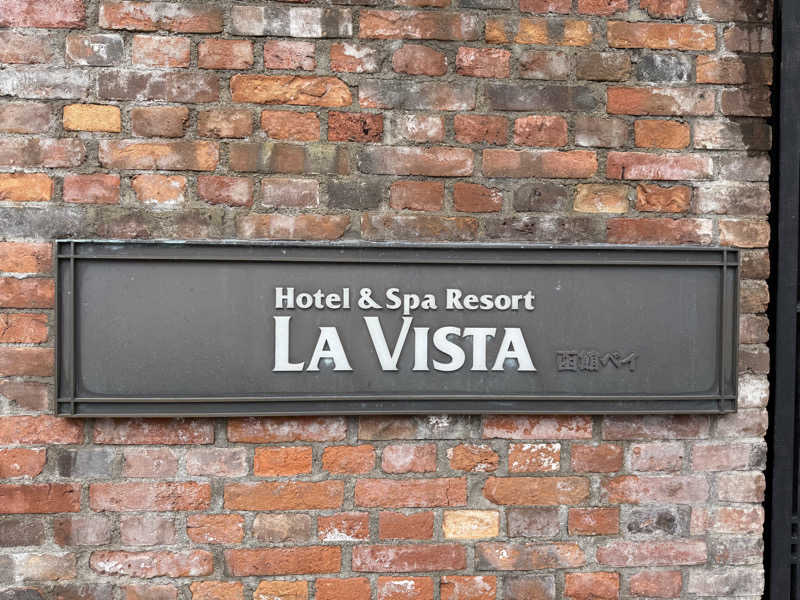 Hotel & Spa Resort
LA VISTA 函館ベイ